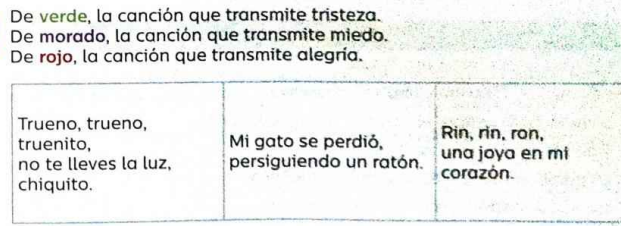 De verde, la canción que transmite tristeza.
De morado, la canción que transmite miedo.
De rojo, la canción que transmite alegría.
Trueno, trueno,
truenito,
no te lleves la luz,
chiquito.
Mi gato se perdió,
persiguiendo un ratón.
Rin, rin, ron,
una joya en mi
corazón.